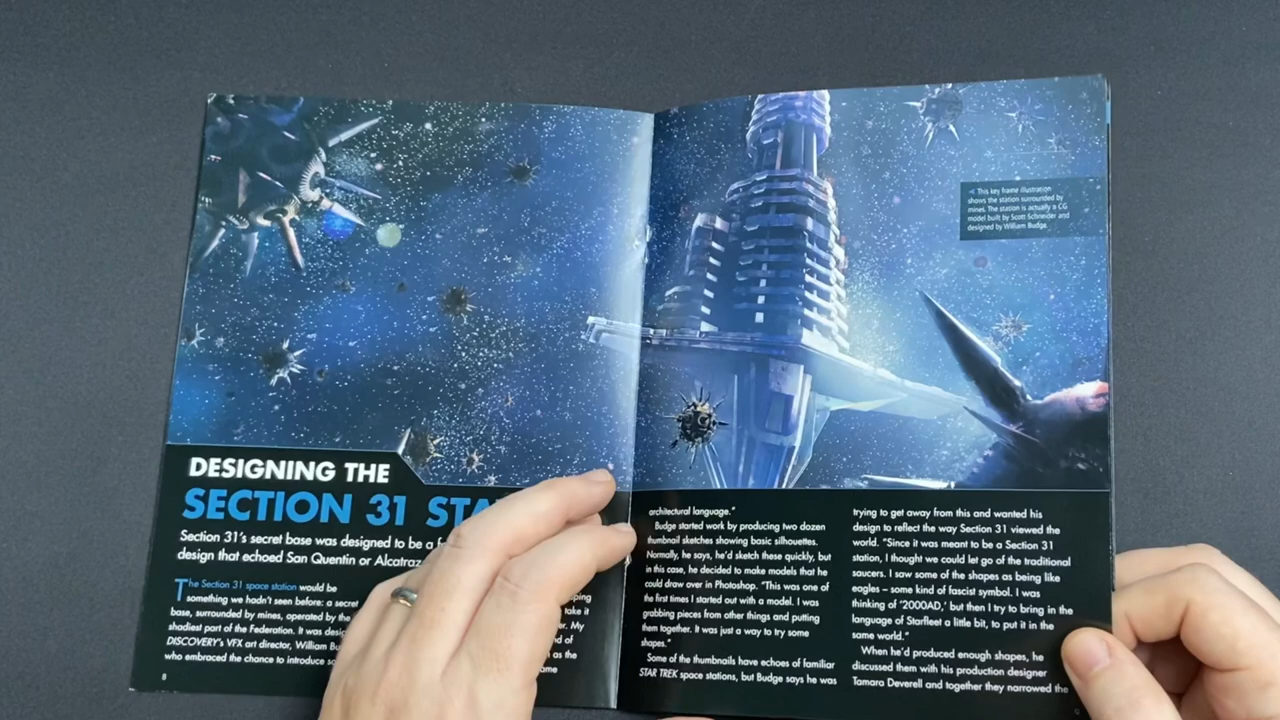 DESIGNING THE
SECTION 31
Section 31's secret base was designed to be a
design that echoed San Quentin or Alcatraz
The Section 31 space station would be
something we hadn't seen before: a secret
base, surrounded by mines, operated by the
shadiest part of the Federation. It was
DISCOVERY's VFX art director, William
who embraced the chance to introduce
8
take it
My
as the
architectural language."
Budge started work by producing two dozen
thumbnail sketches showing basic silhouettes.
Normally, he says, he'd sketch these quickly, but
in this case, he decided to make models that he
could draw over in Photoshop. "This was one of
the first times I started out with a model. I was
grabbing pieces from other things and putting
them together. It was just a way to try some
shapes."
Some of the thumbnails have echoes of familiar
STAR TREK space stations, but Budge says he was
trying to get away from this and wanted his
design to reflect the way Section 31 viewed the
world. "Since it was meant to be a Section 31
station, I thought we could let go of the traditional
saucers. I saw some of the shapes as being like
eagles – some kind of fascist symbol. I was
thinking of '2000AD,' but then I try to bring in the
language of Starfleet a little bit, to put it in the
same world."
When he'd produced enough shapes, he
discussed them with his production designer
Tamara Deverell and together they narrowed the
This key frame illustration
shows the station surrounded by
mines. The station is actually a CG
model built by Scott Schneider and
designed by William Budge.